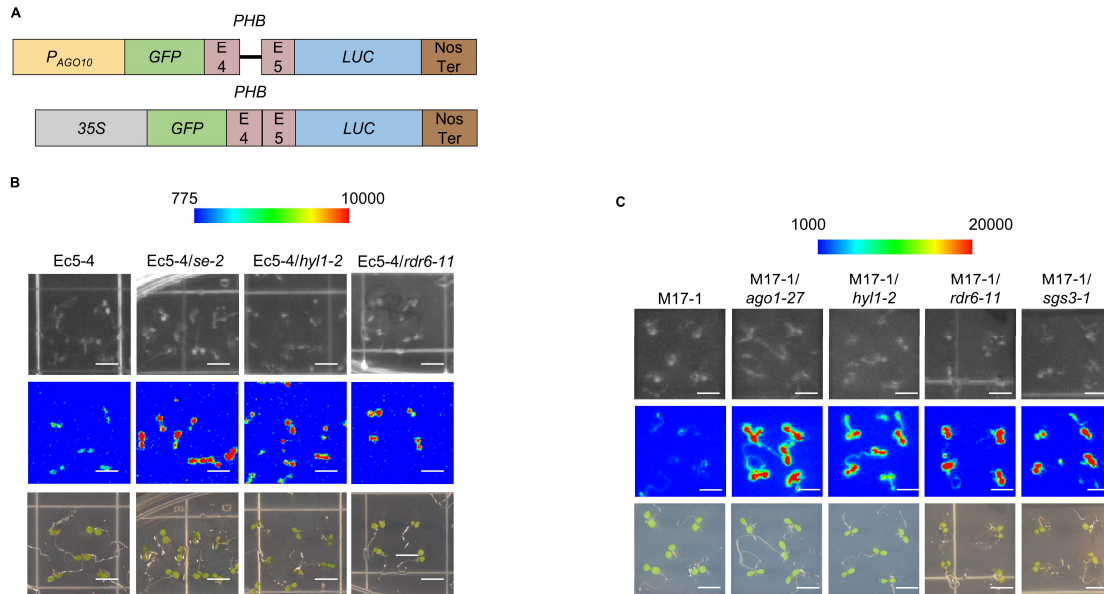 A
PHB
P_AGO10 GFP E 4 E 5 LUC Nos Ter
PHB
35S GFP E 4 E 5 LUC Nos Ter
B
775 10000
Ec5-4 Ec5-4/se-2 Ec5-4/hyl1-2 Ec5-4/rdr6-11
C
1000 20000
M17-1 M17-1/ M17-1/ M17-1/ M17-1/
ago1-27 hyl1-2 rdr6-11 sgs3-1